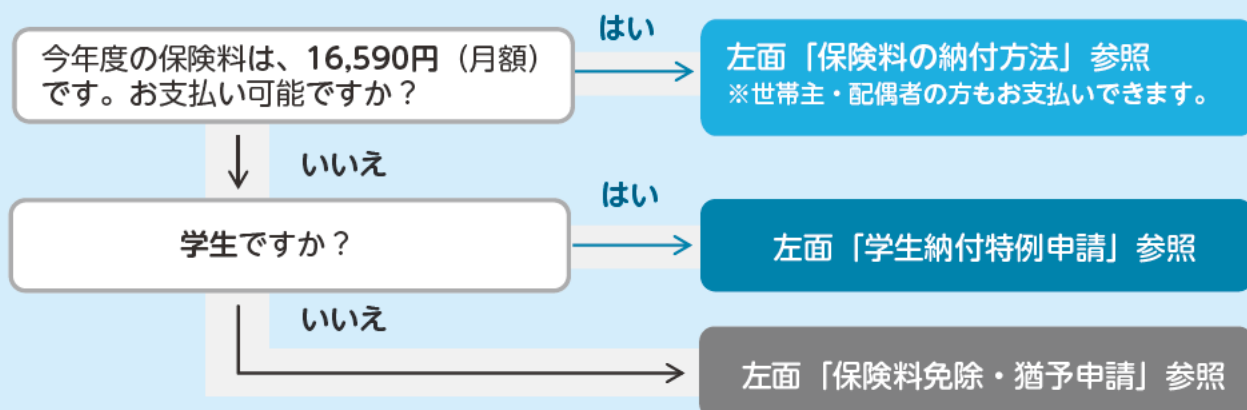 今年度の保険料は、16,590円（月額）
です。お支払い可能ですか？
はい
左面「保険料の納付方法」参照
※世帯主・配偶者の方もお支払いできます。
いいえ
学生ですか？
はい
左面「学生納付特例申請」参照
いいえ
左面「保険料免除・猶予申請」参照